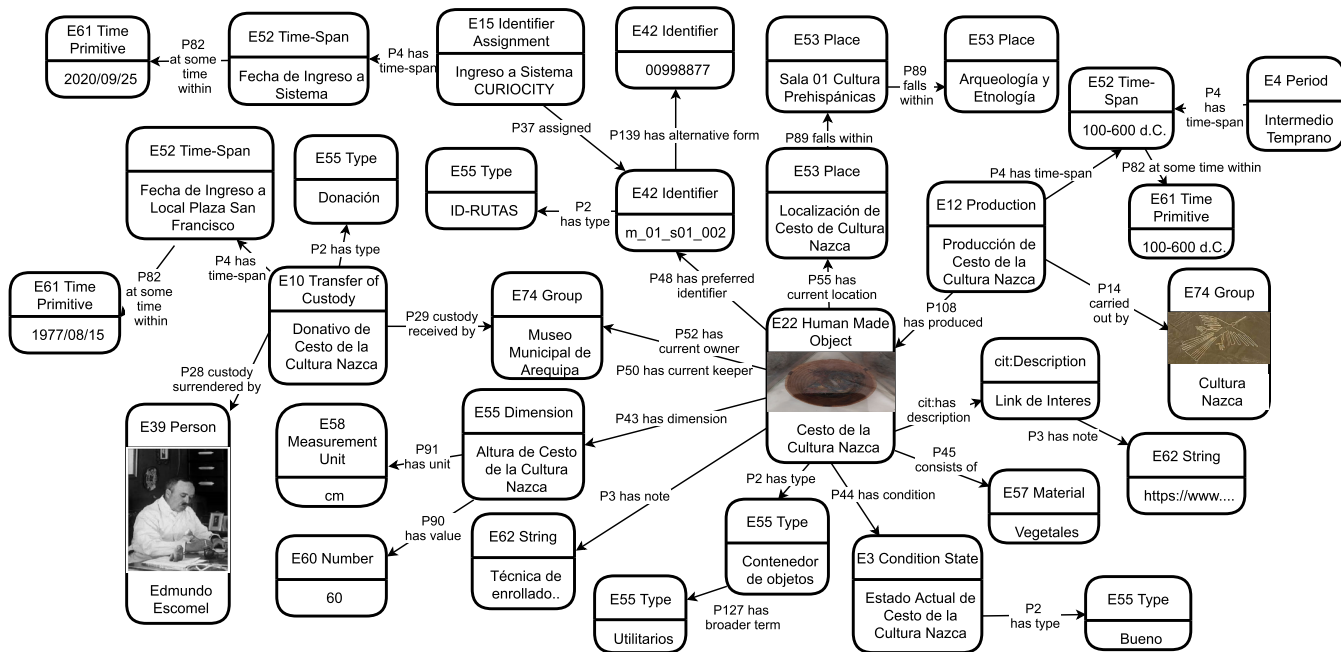 E61 Time
Primitive
2020/09/25
P82
at some
time
within
E52 Time-Span
Fecha de Ingreso a
Sistema
P4 has
time-span
E15 Identifier
Assignment
Ingreso a Sistema
CURIOCITY
P37 assigned
E42 Identifier
00998877
P139 has alternative form
E53 Place
Sala 01 Cultura
Prehispánicas
P89
falls
within
E53 Place
Arqueología y
Etnología
E52 Time-
Span
100-600 d.C.
P4
has
time-span
E4 Period
Intermedio
Temprano
E52 Time-Span
Fecha de Ingreso a
Local Plaza San
Francisco
E55 Type
Donación
E55 Type
ID-RUTAS
P2
has type
E42 Identifier
m_01_s01_002
P89 falls within
E53 Place
Localización de
Cesto de Cultura
Nazca
P4 has time-span
P82 at some time within
E12 Production
Producción de
Cesto de la
Cultura Nazca
E61 Time
Primitive
100-600 d.C.
P2 has type
P4 has
time-span
P82
at some
time
within
E61 Time
Primitive
1977/08/15
E10 Transfer of
Custody
Donativo de
Cesto de la
Cultura Nazca
P29 custody
received by
E74 Group
Museo
Municipal de
Arequipa
P48 has preferred
identifier
P55 has
current location
P108
has produced
P14
carried
out by
E74 Group
Cultura
Nazca
P52 has
current owner
P50 has current keeper
E22 Human Made
Object
Cesto de la
Cultura Nazca
cit:Description
Link de Interes
cit:has
description
P3 has note
E62 String
https://www....
P28 custody
surrendered by
E39 Person
Edmundo
Escomel
E58
Measurement
Unit
cm
P91
has unit
E55 Dimension
Altura de Cesto
de la Cultura
Nazca
P43 has dimension
P90
has value
E60 Number
60
P3 has note
E62 String
Técnica de
enrollado..
P2 has type
E55 Type
Contenedor
de objetos
P127 has
broader term
E55 Type
Utilitarios
P44 has condition
E3 Condition State
Estado Actual de
Cesto de la
Cultura Nazca
P2
has type
E55 Type
Bueno
P45
consists of
E57 Material
Vegetales